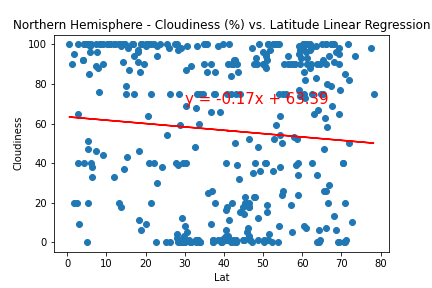 Northern Hemisphere - Cloudiness (%) vs. Latitude Linear Regression
100
80
y = -0.17x + 63.39
60
Cloudiness
40
20
0
0 10 20 30 40 50 60 70 80
Lat